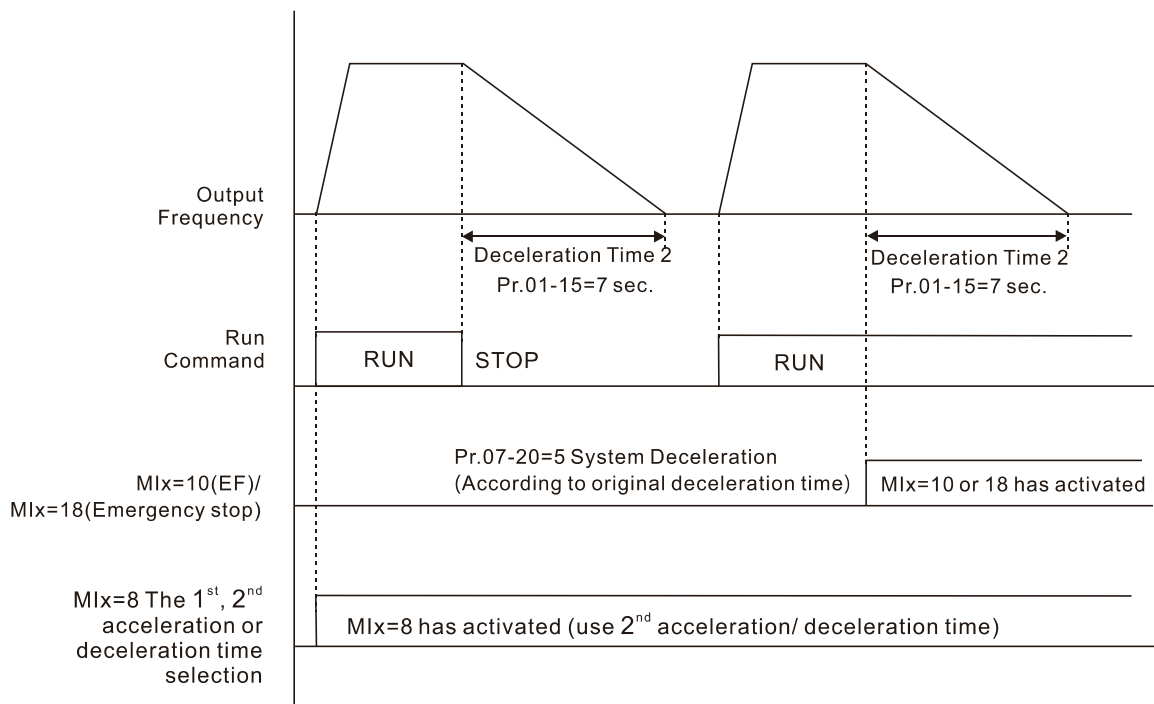 Output
Frequency
Deceleration Time 2
Pr.01-15=7 sec.
Deceleration Time 2
Pr.01-15=7 sec.
Run
Command
RUN
STOP
RUN
MIx=10(EF)/
MIx=18(Emergency stop)
Pr.07-20=5 System Deceleration
(According to original deceleration time)
MIx=10 or 18 has activated
MIx=8 The 1st, 2nd
acceleration or
deceleration time
selection
MIx=8 has activated (use 2nd acceleration/ deceleration time)